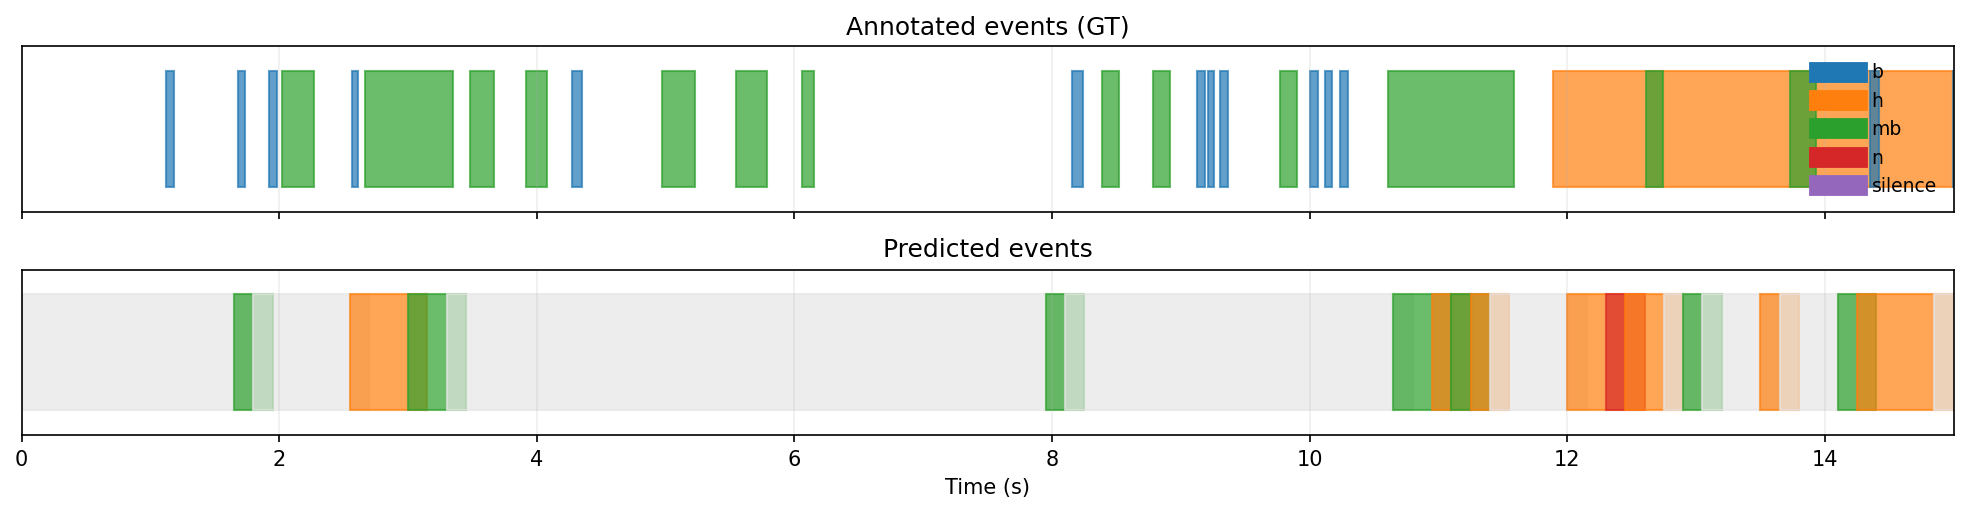 Annotated events (GT)
b
h
mb
n
silence
Predicted events
0 2 4 6 8 10 12 14
Time (s)